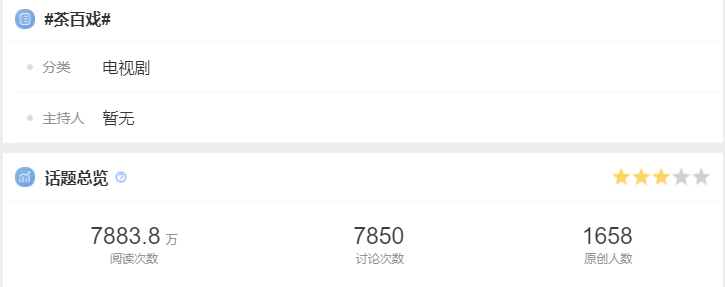 #茶百戏#
分类 电视剧
主持人 暂无
话题总览
7883.8 万 7850 1658
阅读次数 讨论次数 原创人数